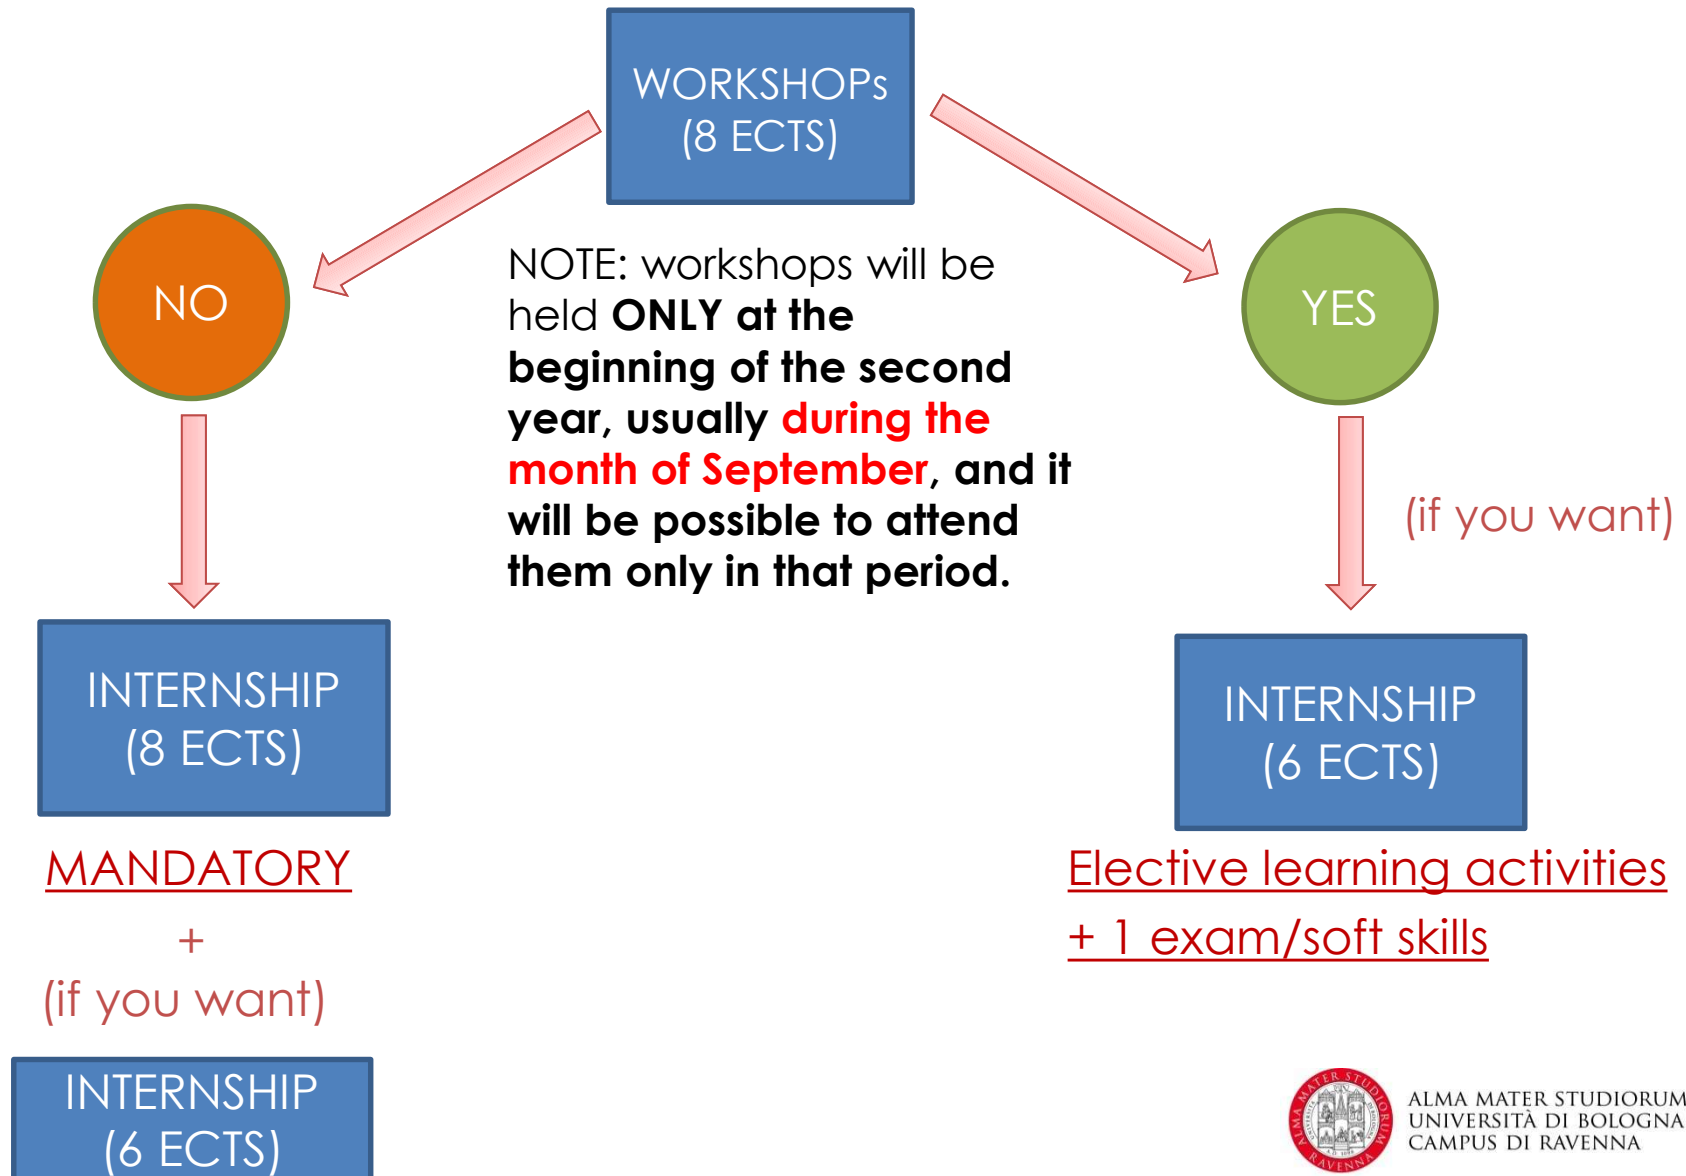 WORKSHOPs
(8 ECTS)
NO
YES
NOTE: workshops will be
held ONLY at the
beginning of the second
year, usually during the
month of September, and it
will be possible to attend
them only in that period.
(if you want)
INTERNSHIP
(8 ECTS)
MANDATORY
+
(if you want)
INTERNSHIP
(6 ECTS)
INTERNSHIP
(6 ECTS)
Elective learning activities
+ 1 exam/soft skills
ALMA MATER STUDIORUM
UNIVERSITÀ DI BOLOGNA
CAMPUS DI RAVENNA